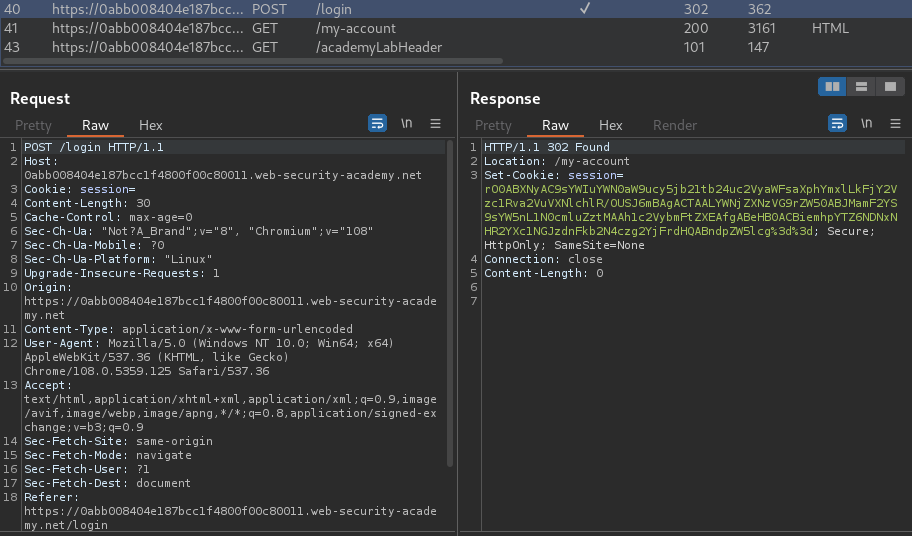 40 https://0abb008404e187bcc... POST /login ✓ 302 362
41 https://0abb008404e187bcc... GET /my-account 200 3161 HTML
43 https://0abb008404e187bcc... GET /academyLabHeader 101 147
Request
Pretty Raw Hex \n
1 POST /login HTTP/1.1
2 Host:
0abb008404e187bcc1f4800f00c80011.web-security-academy.net
3 Cookie: session=
4 Content-Length: 30
5 Cache-Control: max-age=0
6 Sec-Ch-Ua: "Not?A_Brand";v="8", "Chromium";v="108"
7 Sec-Ch-Ua-Mobile: ?0
8 Sec-Ch-Ua-Platform: "Linux"
9 Upgrade-Insecure-Requests: 1
10 Origin:
https://0abb008404e187bcc1f4800f00c80011.web-security-acade
my.net
11 Content-Type: application/x-www-form-urlencoded
12 User-Agent: Mozilla/5.0 (Windows NT 10.0; Win64; x64)
AppleWebKit/537.36 (KHTML, like Gecko)
Chrome/108.0.5359.125 Safari/537.36
13 Accept:
text/html,application/xhtml+xml,application/xml;q=0.9,image
/avif,image/webp,image/apng,*/*;q=0.8,application/signed-ex
change;v=b3;q=0.9
14 Sec-Fetch-Site: same-origin
15 Sec-Fetch-Mode: navigate
16 Sec-Fetch-User: ?1
17 Sec-Fetch-Dest: document
18 Referer:
https://0abb008404e187bcc1f4800f00c80011.web-security-acade
my.net/login
Response
Pretty Raw Hex Render \n
1 HTTP/1.1 302 Found
2 Location: /my-account
3 Set-Cookie: session=
rO0ABXNyAC9sYWIuYWN0aW9ucy5jb21tb24uc2VyaWFsaXphYmxlLkFjY2V
zc1Rva2VuVXNlchlR/OUSJ6mBAgACTAALYWNjZXNzVG9rZW50ABJMamF2YS
9sYW5nL1N0cmluZztMAAh1c2VybmFtZXEAfgABeHB0ACBiemhpYTZ6NDNxN
HR2YXc1NGJzdnFkb2N4czg2YjFrdHQABndpZW5lcg%3d%3d; Secure;
HttpOnly; SameSite=None
4 Connection: close
5 Content-Length: 0
6
7